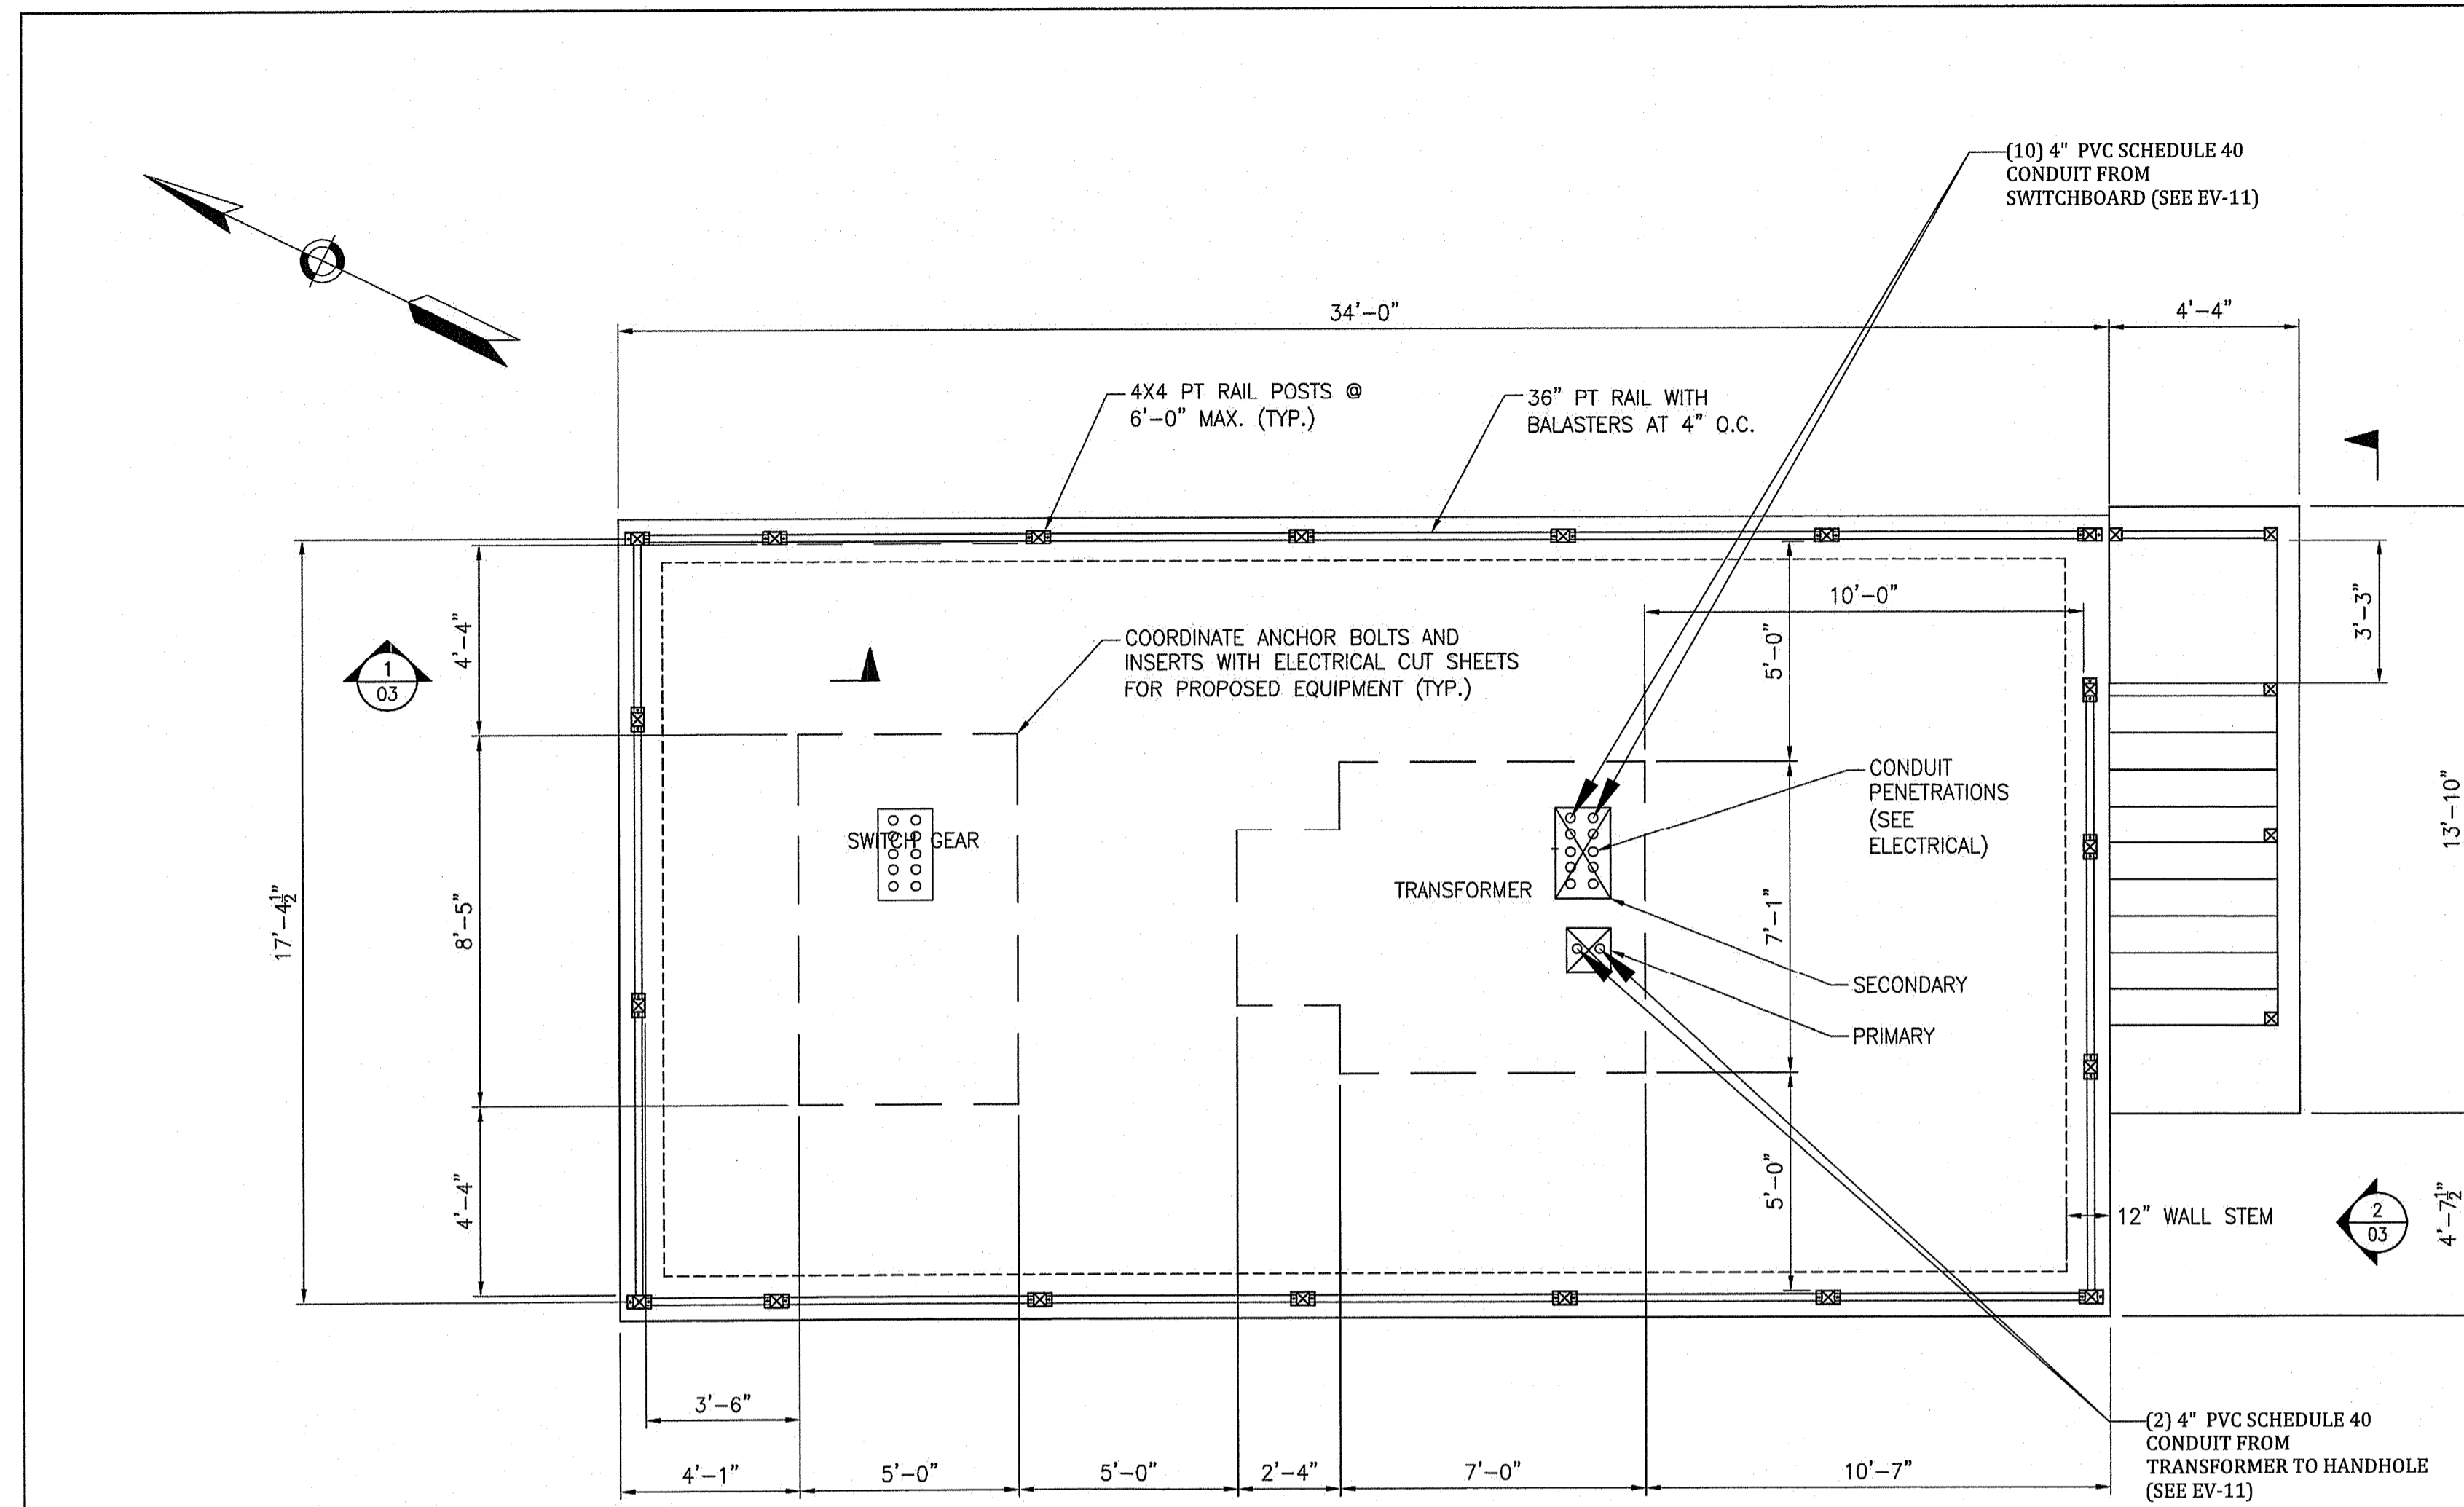 (10) 4" PVC SCHEDULE 40
CONDUIT FROM
SWITCHBOARD (SEE EV-11)
34'-0"
4'-4"
4X4 PT RAIL POSTS @
6'-0" MAX. (TYP.)
36" PT RAIL WITH
BALASTERS AT 4" O.C.
10'-0"
3'-3"
4'-4"
1
03
COORDINATE ANCHOR BOLTS AND
INSERTS WITH ELECTRICAL CUT SHEETS
FOR PROPOSED EQUIPMENT (TYP.)
5'-0"
CONDUIT
PENETRATIONS
(SEE
ELECTRICAL)
13'-10"
SWITCH GEAR
TRANSFORMER
17'-4½"
8'-5"
7'-1"
SECONDARY
PRIMARY
4'-4"
5'-0"
12" WALL STEM
2
03
4'-7½"
3'-6"
(2) 4" PVC SCHEDULE 40
CONDUIT FROM
TRANSFORMER TO HANDHOLE
(SEE EV-11)
4'-1"
5'-0"
5'-0"
2'-4"
7'-0"
10'-7"